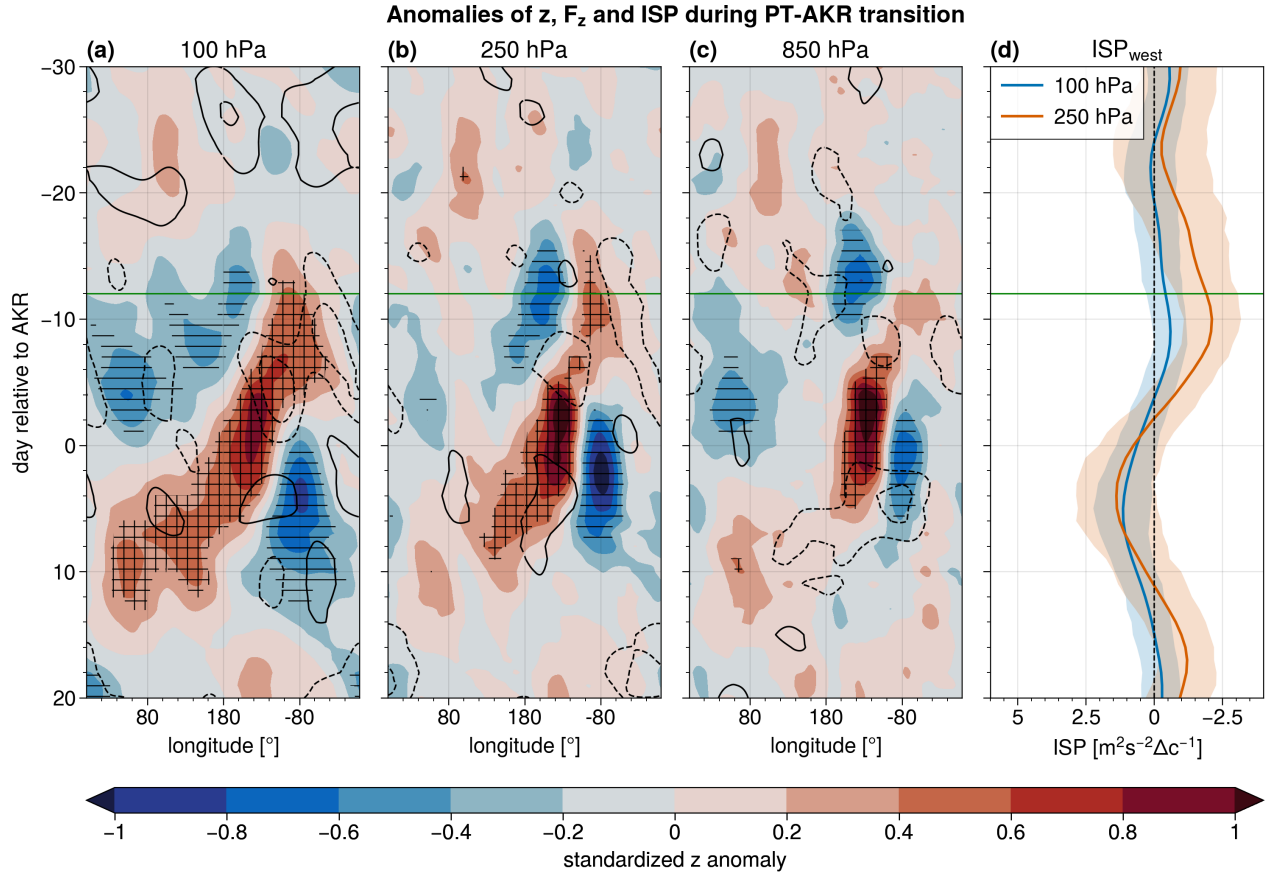 Anomalies of z, F_z and ISP during PT-AKR transition
(a) 100 hPa
(b) 250 hPa
(c) 850 hPa
(d) ISP_west
−30
−20
−10
0
10
20
day relative to AKR
100 hPa
250 hPa
80 180 -80
80 180 -80
80 180 -80
5 2.5 0 −2.5
longitude [°]
longitude [°]
longitude [°]
ISP [m²s⁻²Δc⁻¹]
−1 −0.8 −0.6 −0.4 −0.2 0 0.2 0.4 0.6 0.8 1
standardized z anomaly